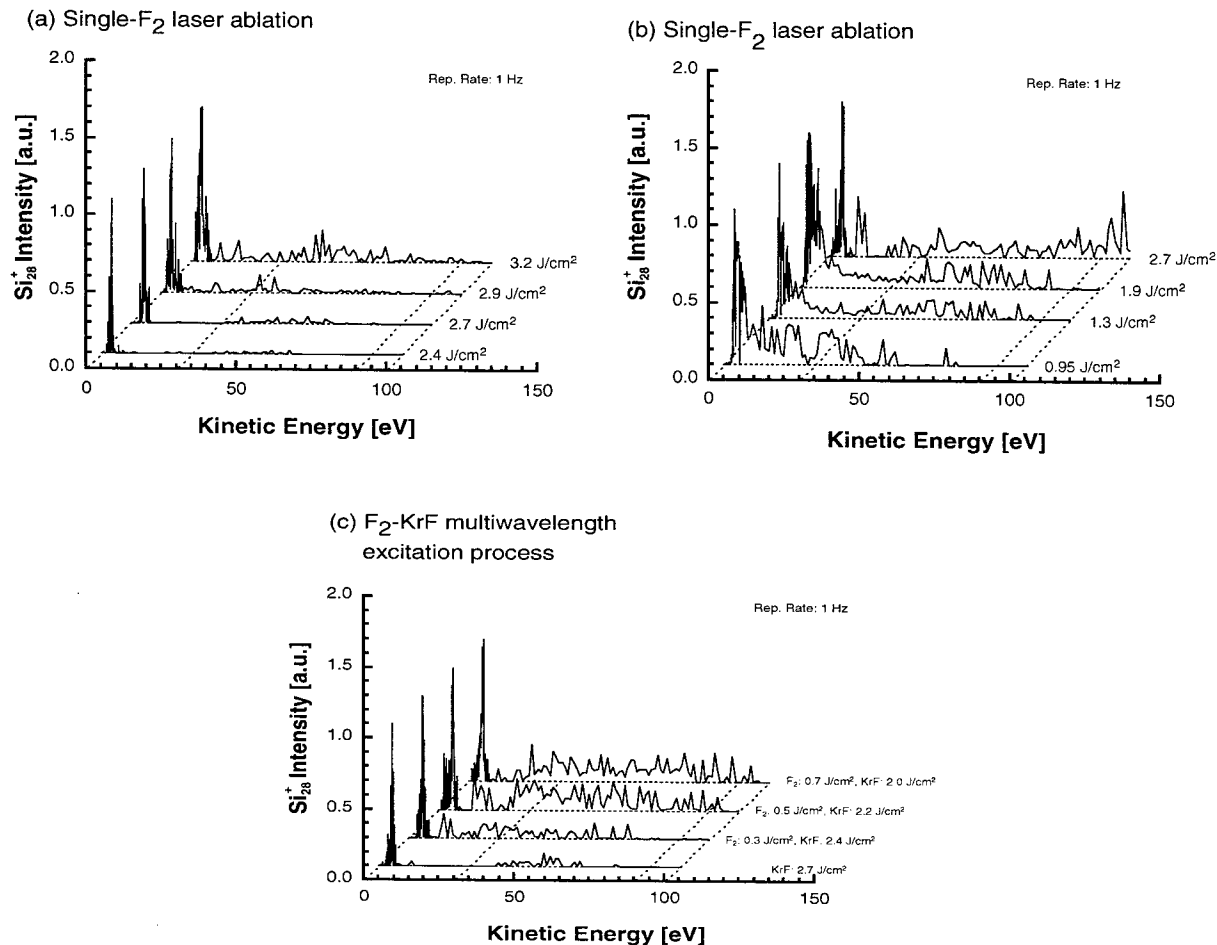 (a) Single-F2 laser ablation
Rep. Rate: 1 Hz
Si28+ Intensity [a.u.]
2.0
1.5
1.0
0.5
0.0
3.2 J/cm2
2.9 J/cm2
2.7 J/cm2
2.4 J/cm2
0 50 100 150
Kinetic Energy [eV]
(b) Single-F2 laser ablation
Rep. Rate: 1 Hz
Si28+ Intensity [a.u.]
2.0
1.5
1.0
0.5
0.0
2.7 J/cm2
1.9 J/cm2
1.3 J/cm2
0.95 J/cm2
0 50 100 150
Kinetic Energy [eV]
(c) F2-KrF multiwavelength
excitation process
Rep. Rate: 1 Hz
Si28+ Intensity [a.u.]
2.0
1.5
1.0
0.5
0.0
F2: 0.7 J/cm2, KrF: 2.0 J/cm2
F2: 0.5 J/cm2, KrF: 2.2 J/cm2
F2: 0.3 J/cm2, KrF: 2.4 J/cm2
KrF: 2.7 J/cm2
0 50 100 150
Kinetic Energy [eV]